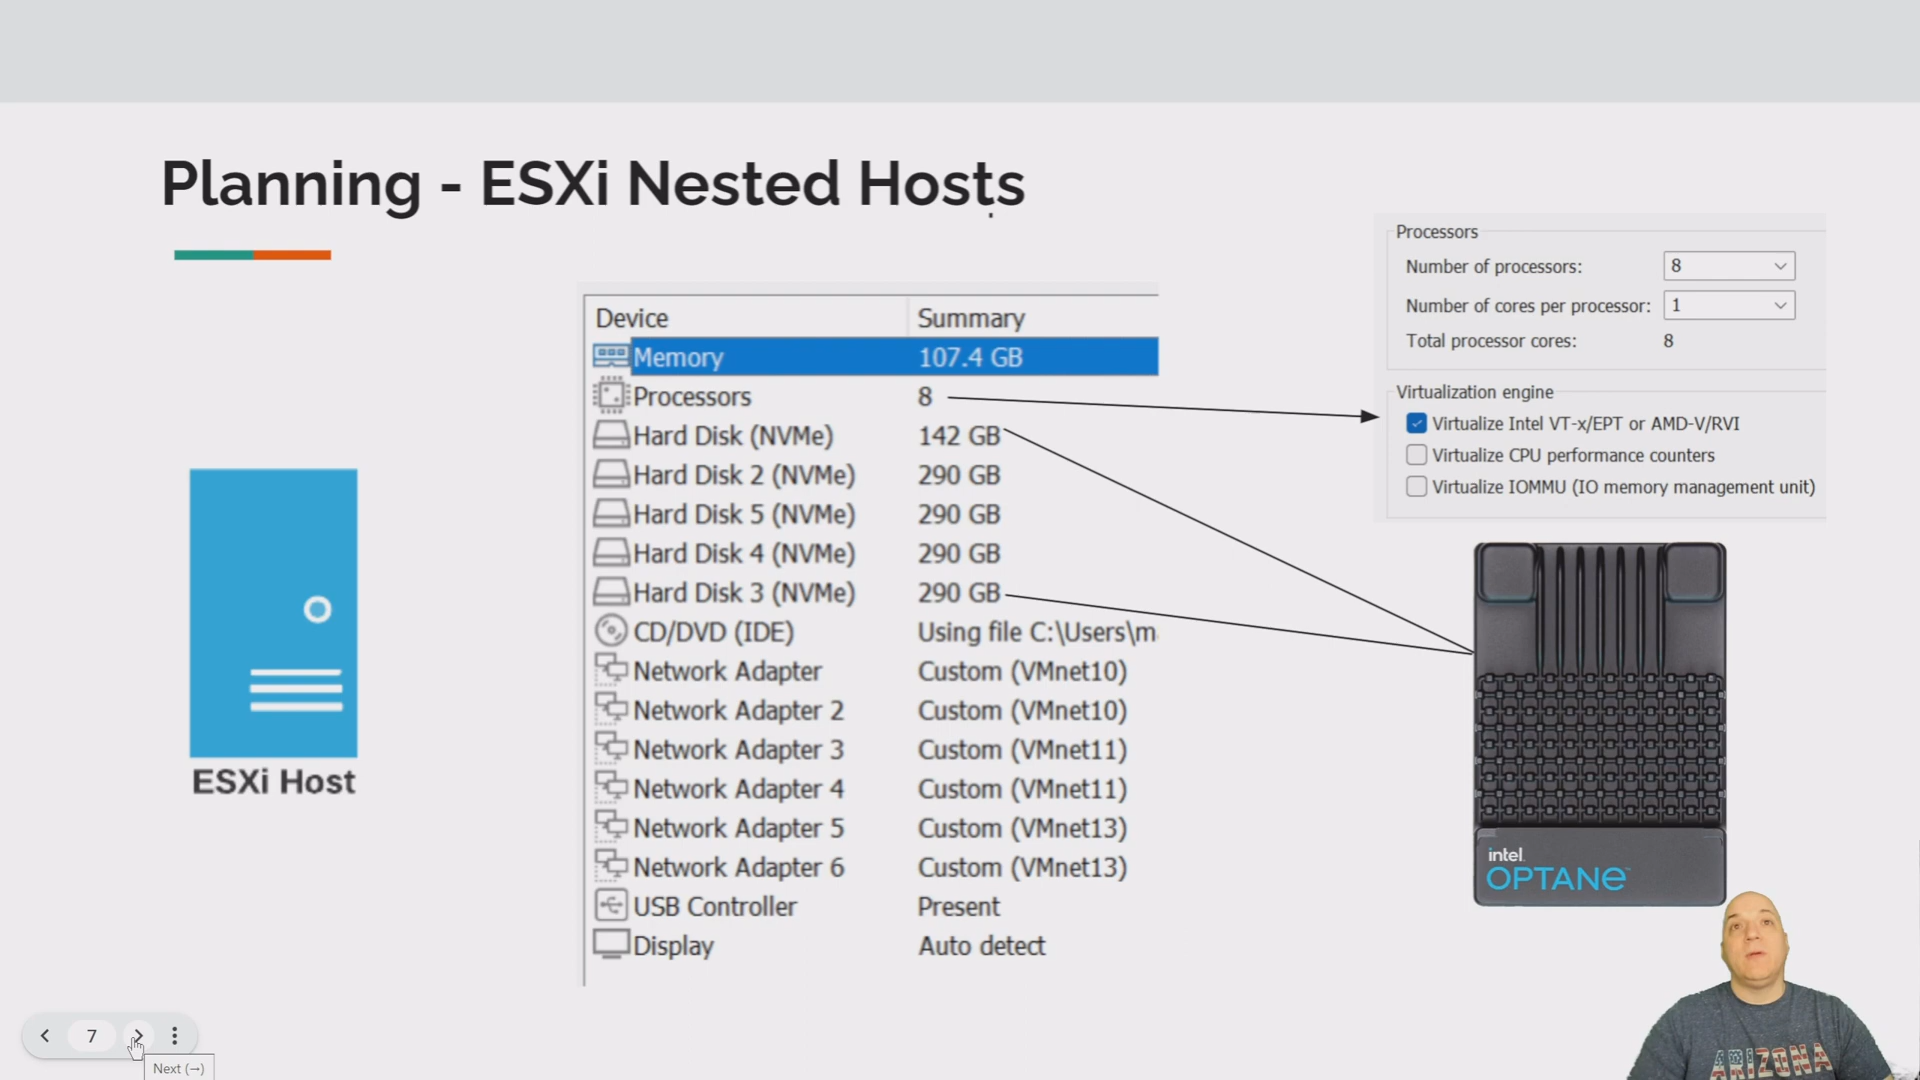 Planning - ESXi Nested Hosts
Device Summary
Memory 107.4 GB
Processors 8
Hard Disk (NVMe) 142 GB
Hard Disk 2 (NVMe) 290 GB
Hard Disk 5 (NVMe) 290 GB
Hard Disk 4 (NVMe) 290 GB
Hard Disk 3 (NVMe) 290 GB
CD/DVD (IDE) Using file C:\Users\m
Network Adapter Custom (VMnet10)
Network Adapter 2 Custom (VMnet10)
Network Adapter 3 Custom (VMnet11)
Network Adapter 4 Custom (VMnet11)
Network Adapter 5 Custom (VMnet13)
Network Adapter 6 Custom (VMnet13)
USB Controller Present
Display Auto detect
Processors
Number of processors: 8
Number of cores per processor: 1
Total processor cores: 8
Virtualization engine
Virtualize Intel VT-x/EPT or AMD-V/RVI
Virtualize CPU performance counters
Virtualize IOMMU (IO memory management unit)
ESXi Host
intel
OPTANE
ARIZONA
7
Next (→)